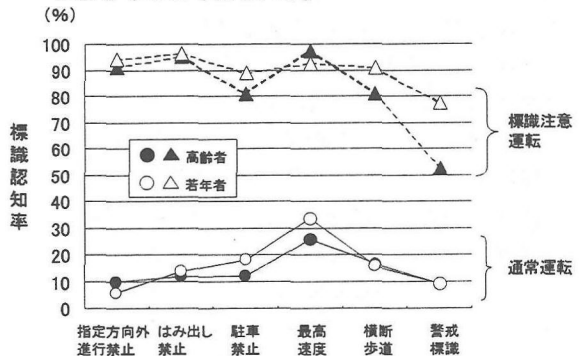 (%)
100
90
80
70
60
50
40
30
20
10
0
標識認知率
●▲高齢者
○△若年者
標識注意
運転
通常運転
指定方向外
進行禁止
はみ出し
禁止
駐車
禁止
最高
速度
横断
歩道
警戒
標識